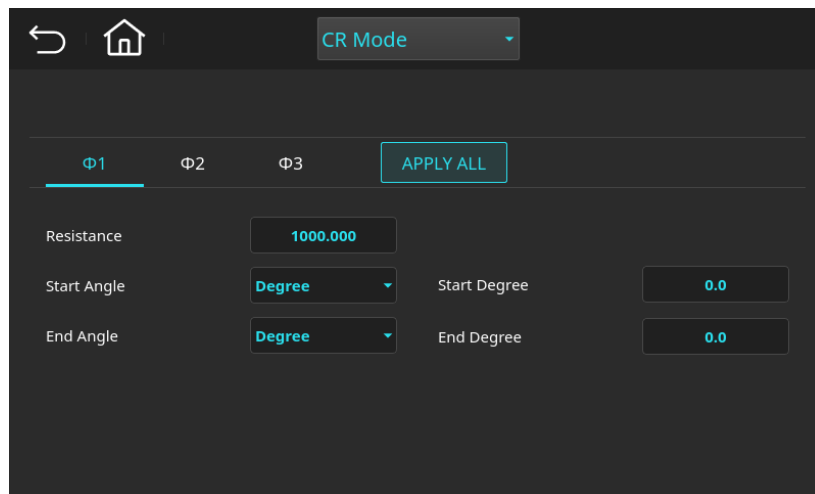 CR Mode
Φ1 Φ2 Φ3 APPLY ALL
Resistance 1000.000
Start Angle Degree Start Degree 0.0
End Angle Degree End Degree 0.0